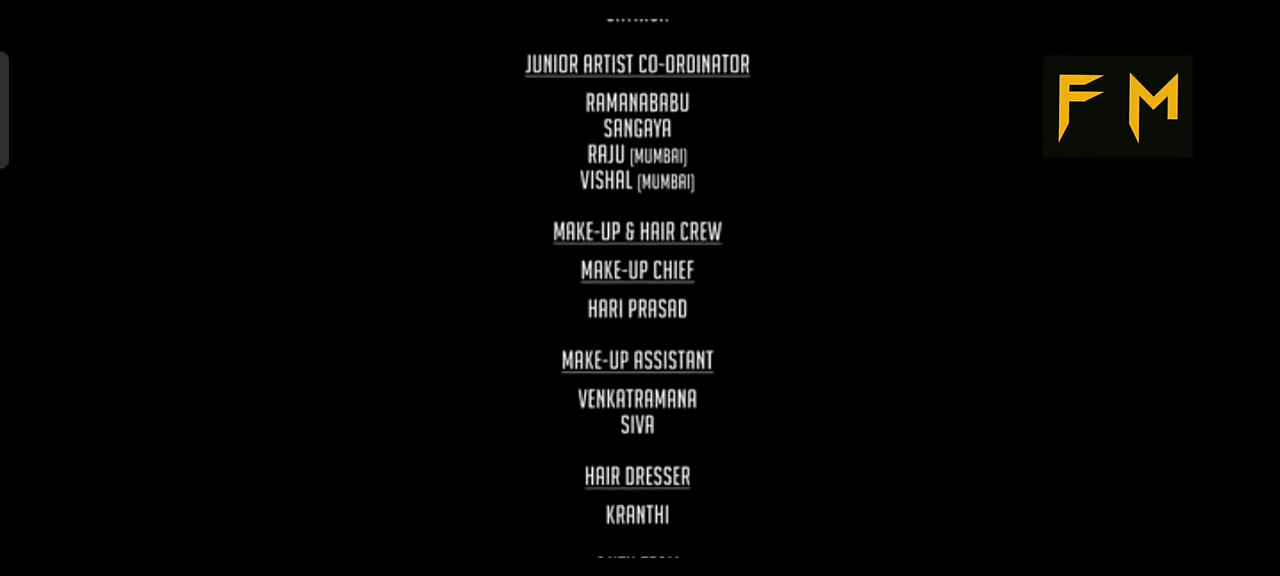 JUNIOR ARTIST CO-ORDINATOR
RAMANABABU
SANGAYA
RAJU (MUMBAI)
VISHAL (MUMBAI)
MAKE-UP & HAIR CREW
MAKE-UP CHIEF
HARI PRASAD
MAKE-UP ASSISTANT
VENKATRAMANA
SIVA
HAIR DRESSER
KRANTHI
F M